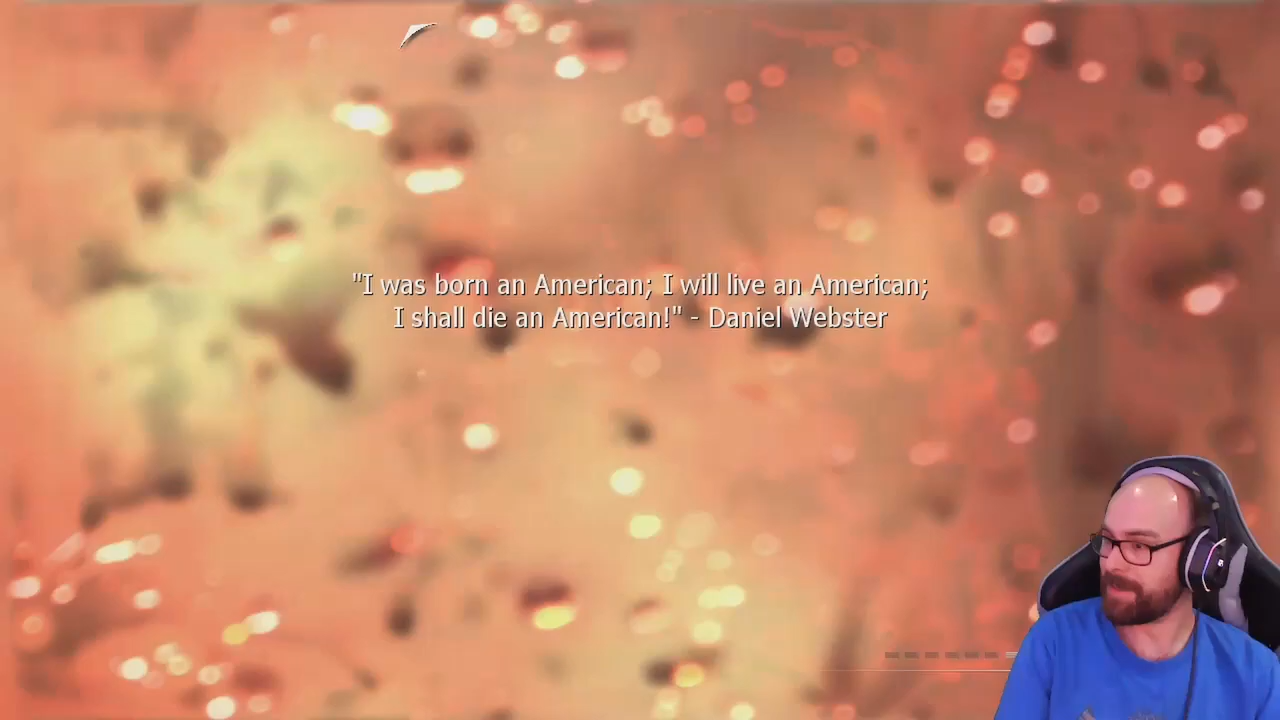 "I was born an American; I will live an American;
I shall die an American!" - Daniel Webster